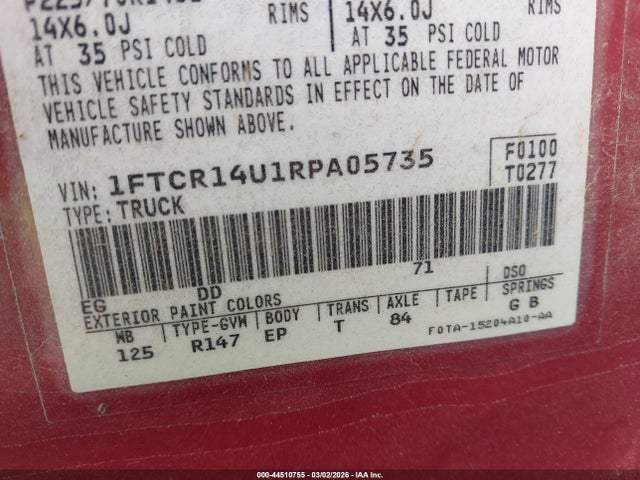 14X6.0J RIMS 14X6.0J RIMS
AT 35 PSI COLD AT 35 PSI COLD
THIS VEHICLE CONFORMS TO ALL APPLICABLE FEDERAL MOTOR
VEHICLE SAFETY STANDARDS IN EFFECT ON THE DATE OF
MANUFACTURE SHOWN ABOVE.
VIN: 1FTCR14U1RPA05735 F0100
TYPE: TRUCK T0277
EG DD 71 DSO
EXTERIOR PAINT COLORS
WB TYPE-GVW BODY TRANS AXLE TAPE SPRINGS
125 R147 EP T 84 G B
F0TA-15204A10-AA
000-44510755 | 03/02/2026 | IAA Inc.